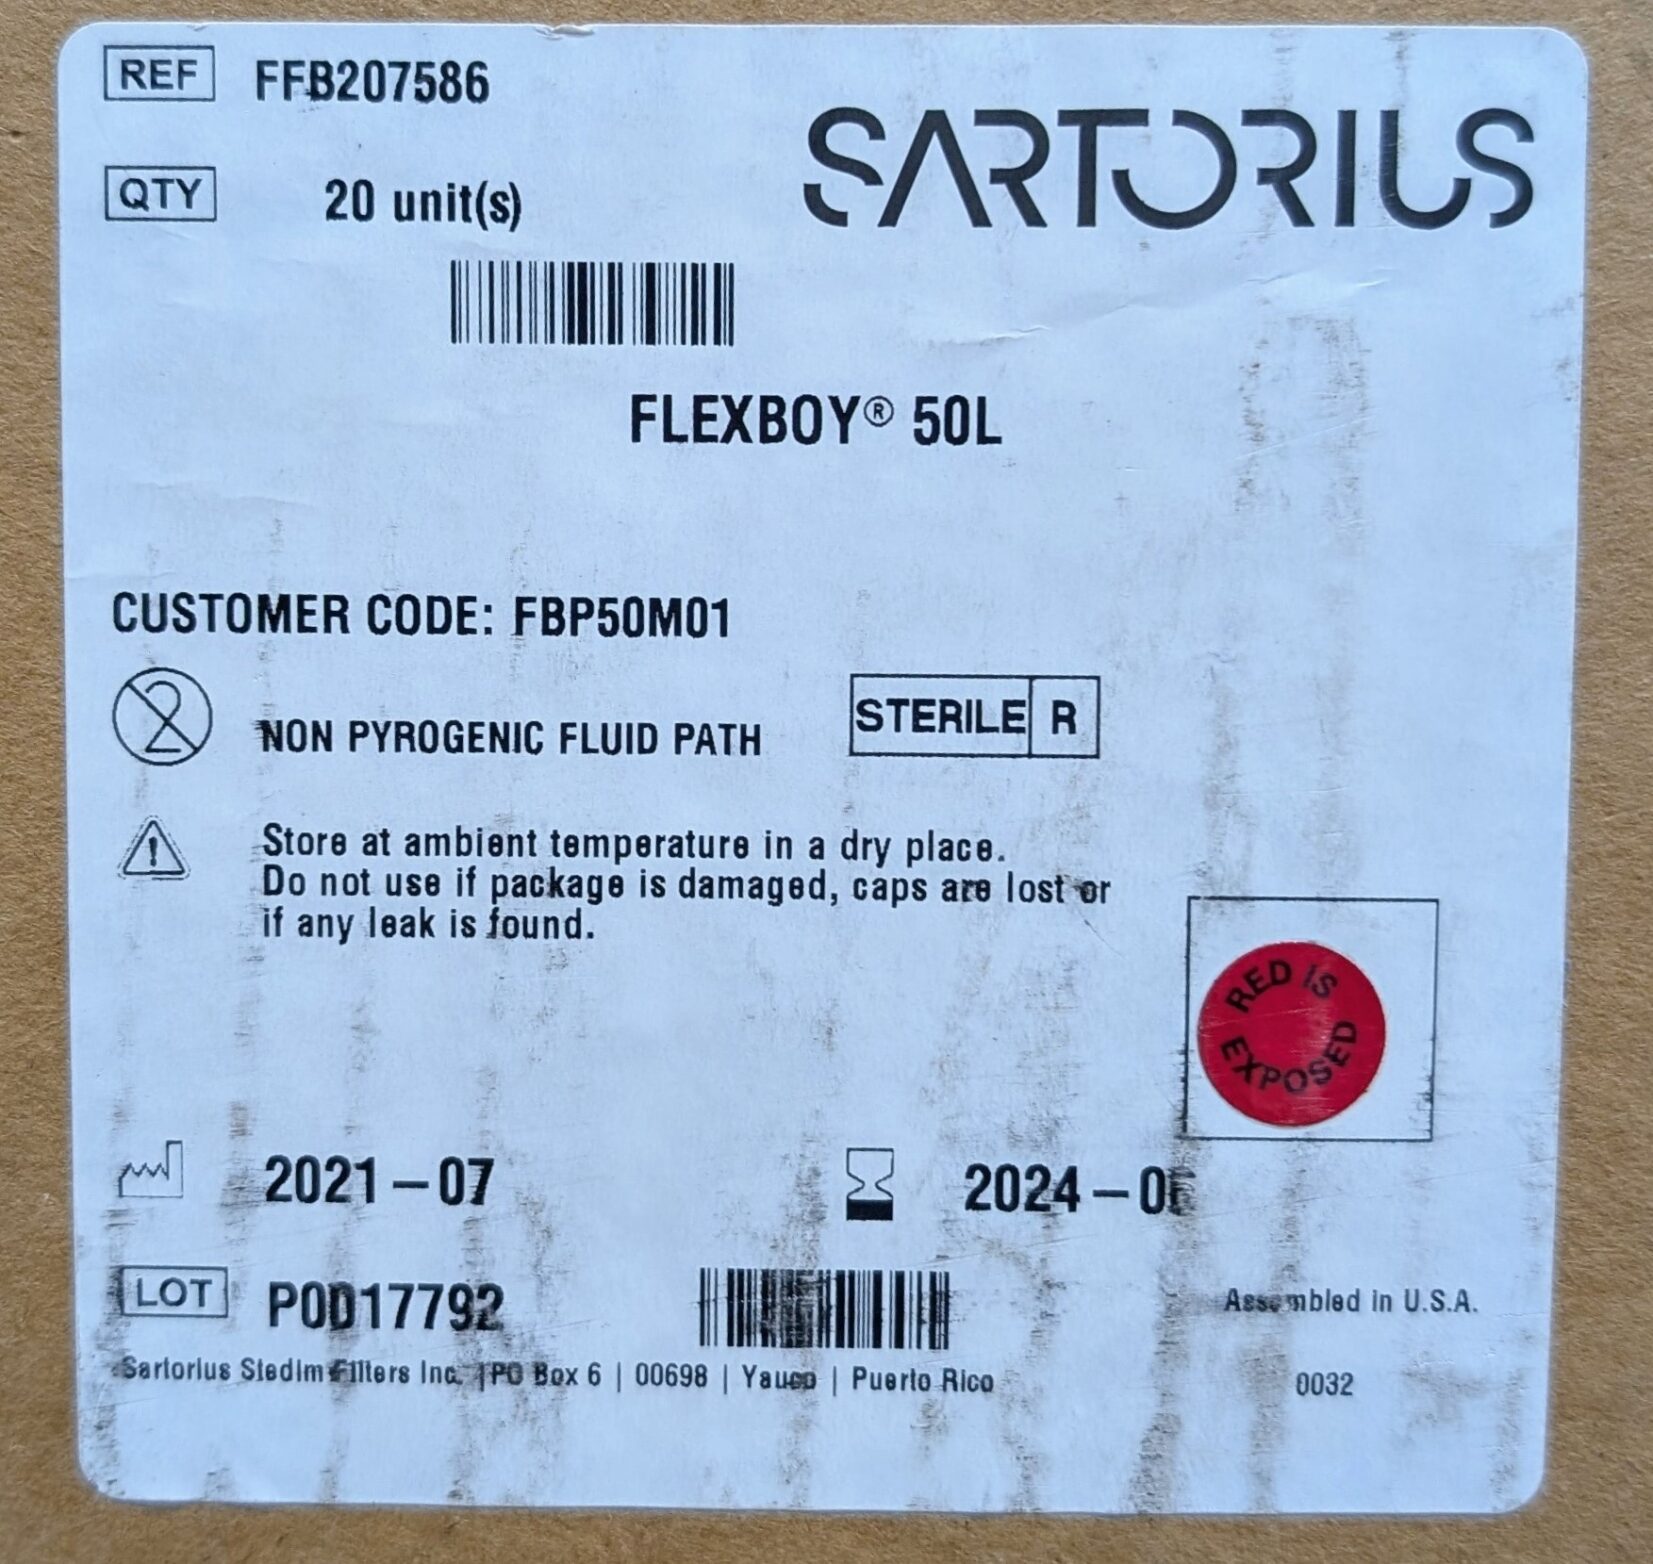 REF FFB207586
SARTORIUS
QTY 20 unit(s)
FLEXBOY® 50L
CUSTOMER CODE: FBP50M01
2
NON PYROGENIC FLUID PATH
STERILE R
Store at ambient temperature in a dry place.
Do not use if package is damaged, caps are lost or
if any leak is found.
RED IS
EXPOSED
2021-07
LOT P0D17792
Assembled in U.S.A.
Sartorius Stedim Filters Inc. | PO Box 6 | 00698 | Yauco | Puerto Rico
0032